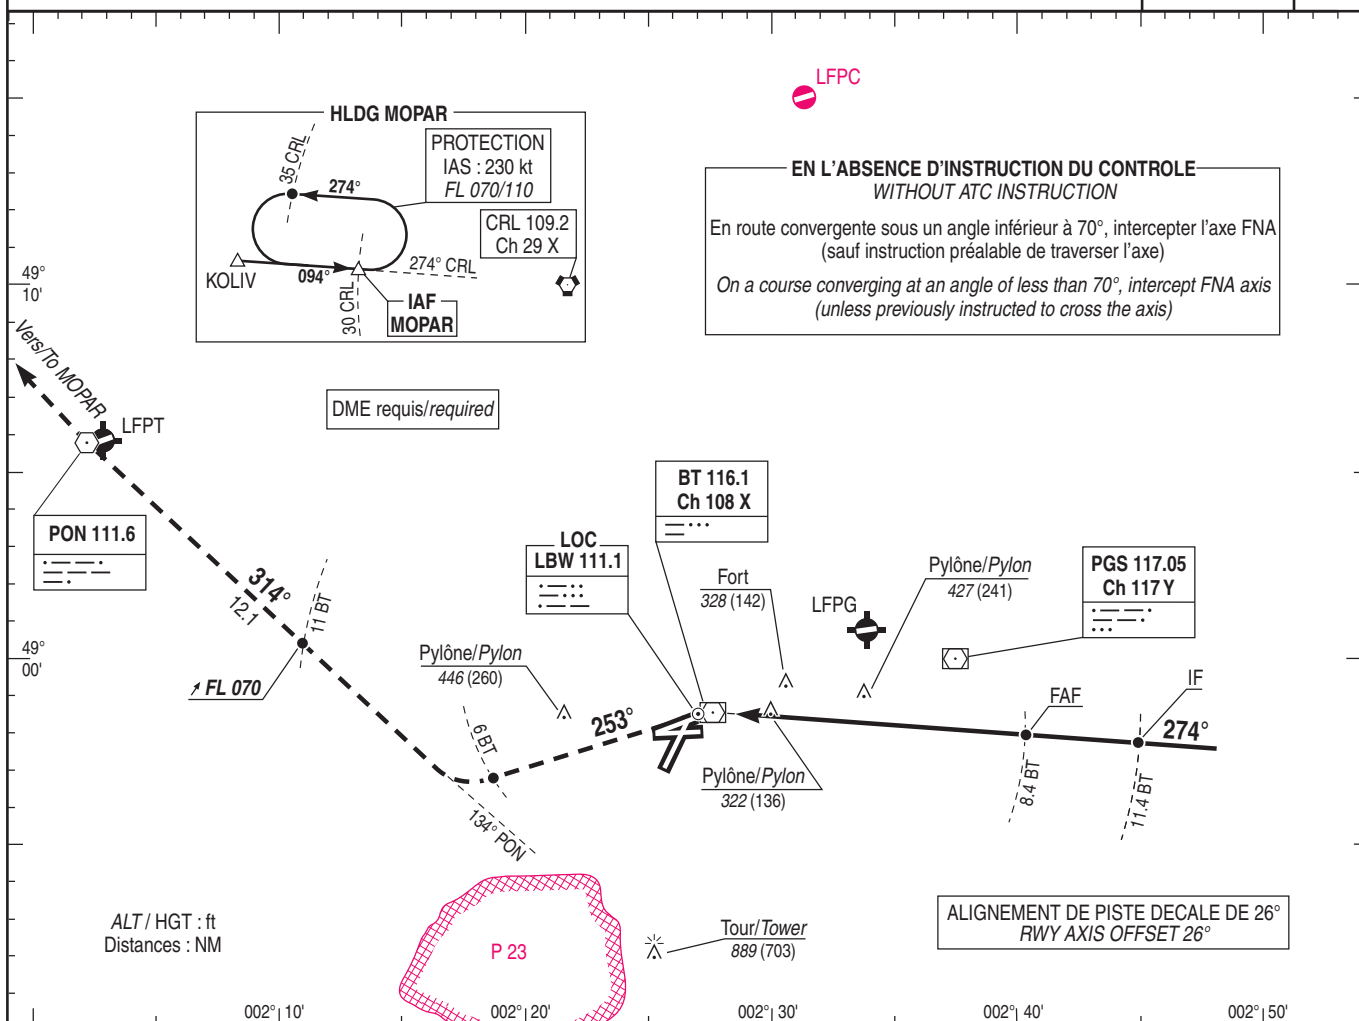 LFPC
HLDG MOPAR
35 CRL
PROTECTION
IAS : 230 kt
FL 070/110
274°
CRL 109.2
Ch 29 X
KOLIV
094°
274° CRL
30 CRL
IAF
MOPAR
EN L'ABSENCE D'INSTRUCTION DU CONTROLE
WITHOUT ATC INSTRUCTION
En route convergente sous un angle inférieur à 70°, intercepter l'axe FNA
(sauf instruction préalable de traverser l'axe)
On a course converging at an angle of less than 70°, intercept FNA axis
(unless previously instructed to cross the axis)
49°
10'
Vers/To MOPAR
LFPT
DME requis/required
PON 111.6
BT 116.1
Ch 108 X
LOC
LBW 111.1
Fort
328 (142)
LFPG
Pylône/Pylon
427 (241)
PGS 117.05
Ch 117 Y
314°
12.1
11 BT
49°
00'
FL 070
Pylône/Pylon
446 (260)
6 BT
253°
134° PON
Pylône/Pylon
322 (136)
FAF
IF
274°
8.4 BT
11.4 BT
ALT / HGT : ft
Distances : NM
P 23
Tour/Tower
889 (703)
ALIGNEMENT DE PISTE DECALE DE 26°
RWY AXIS OFFSET 26°
002° 10'
002° 20'
002° 30'
002° 40'
002° 50'